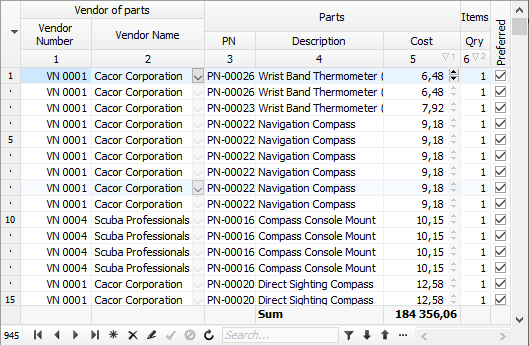 Vendor of parts Parts Items Preferred
Vendor Number Vendor Name PN Description Cost Qry
1 2 3 4 5 1 6 2
1 VN 0001 Cacor Corporation PN-00026 Wrist Band Thermometer ( 6,48 1
· VN 0001 Cacor Corporation PN-00026 Wrist Band Thermometer ( 6,48 1
· VN 0001 Cacor Corporation PN-00023 Wrist Band Thermometer ( 7,92 1
· VN 0001 Cacor Corporation PN-00022 Navigation Compass 9,18 1
5 VN 0001 Cacor Corporation PN-00022 Navigation Compass 9,18 1
· VN 0001 Cacor Corporation PN-00022 Navigation Compass 9,18 1
· VN 0001 Cacor Corporation PN-00022 Navigation Compass 9,18 1
· VN 0001 Cacor Corporation PN-00022 Navigation Compass 9,18 1
· VN 0001 Cacor Corporation PN-00022 Navigation Compass 9,18 1
10 VN 0004 Scuba Professionals PN-00016 Compass Console Mount 10,15 1
· VN 0004 Scuba Professionals PN-00016 Compass Console Mount 10,15 1
· VN 0004 Scuba Professionals PN-00016 Compass Console Mount 10,15 1
· VN 0004 Scuba Professionals PN-00016 Compass Console Mount 10,15 1
· VN 0001 Cacor Corporation PN-00020 Direct Sighting Compass 12,58 1
15 VN 0001 Cacor Corporation PN-00020 Direct Sighting Compass 12,58 1
Sum 184 356,06
945 Search...